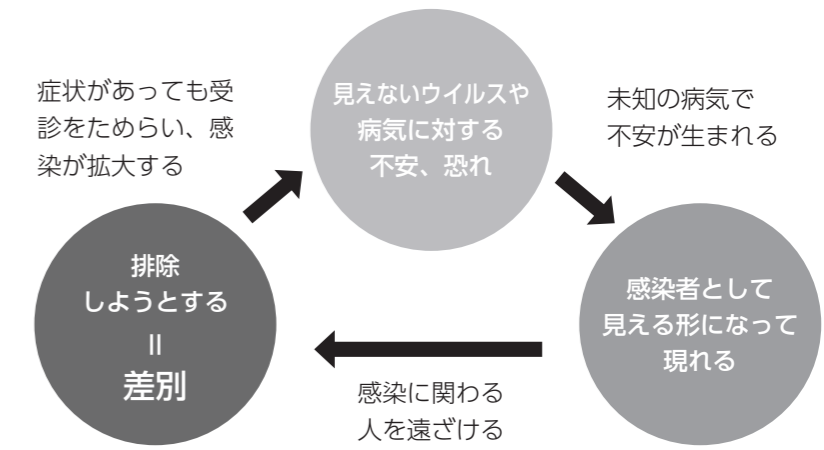 見えないウイルスや
病気に対する
不安、恐れ
未知の病気で
不安が生まれる
感染者として
見える形になって
現れる
感染に関わる
人を遠ざける
排除
しようとする
＝
差別
症状があっても受
診をためらい、感
染が拡大する